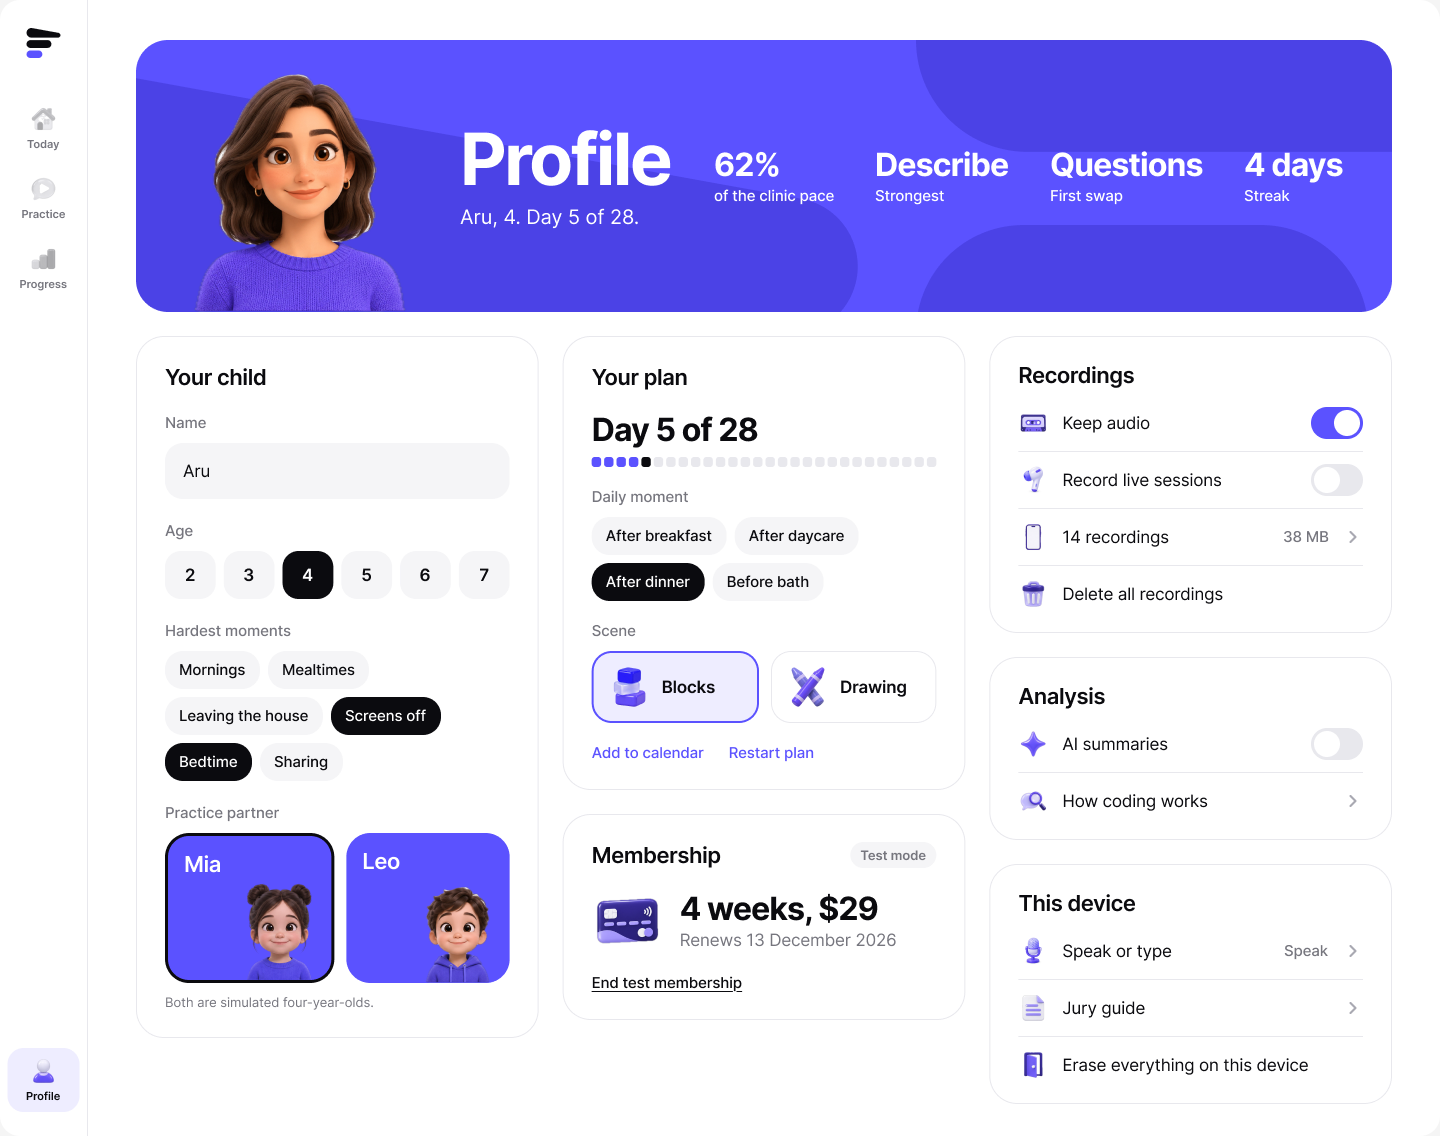 Today
Practice
Progress
Profile
Profile
Aru, 4. Day 5 of 28.
62%
of the clinic pace
Describe
Strongest
Questions
First swap
4 days
Streak
Your child
Name
Aru
Age
2 3 4 5 6 7
Hardest moments
Mornings Mealtimes
Leaving the house Screens off
Bedtime Sharing
Practice partner
Mia Leo
Both are simulated four-year-olds.
Your plan
Day 5 of 28
Daily moment
After breakfast After daycare
After dinner Before bath
Scene
Blocks Drawing
Add to calendar Restart plan
Membership Test mode
4 weeks, $29
Renews 13 December 2026
End test membership
Recordings
Keep audio
Record live sessions
14 recordings 38 MB
Delete all recordings
Analysis
AI summaries
How coding works
This device
Speak or type Speak
Jury guide
Erase everything on this device